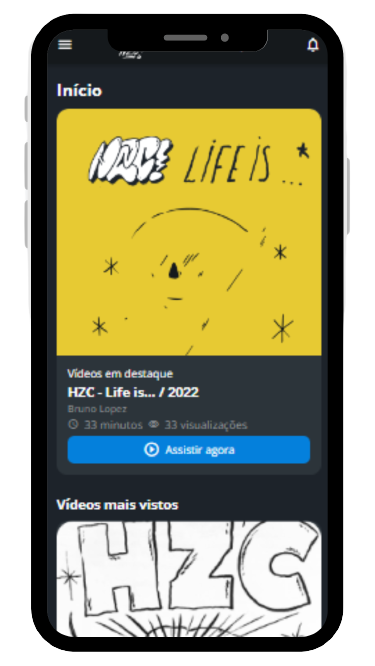 Início
HZC! LIFE IS ...
Vídeos em destaque
HZC - Life is... / 2022
Bruno Lopez
33 minutos 33 visualizações
Assistir agora
Vídeos mais vistos
HZC